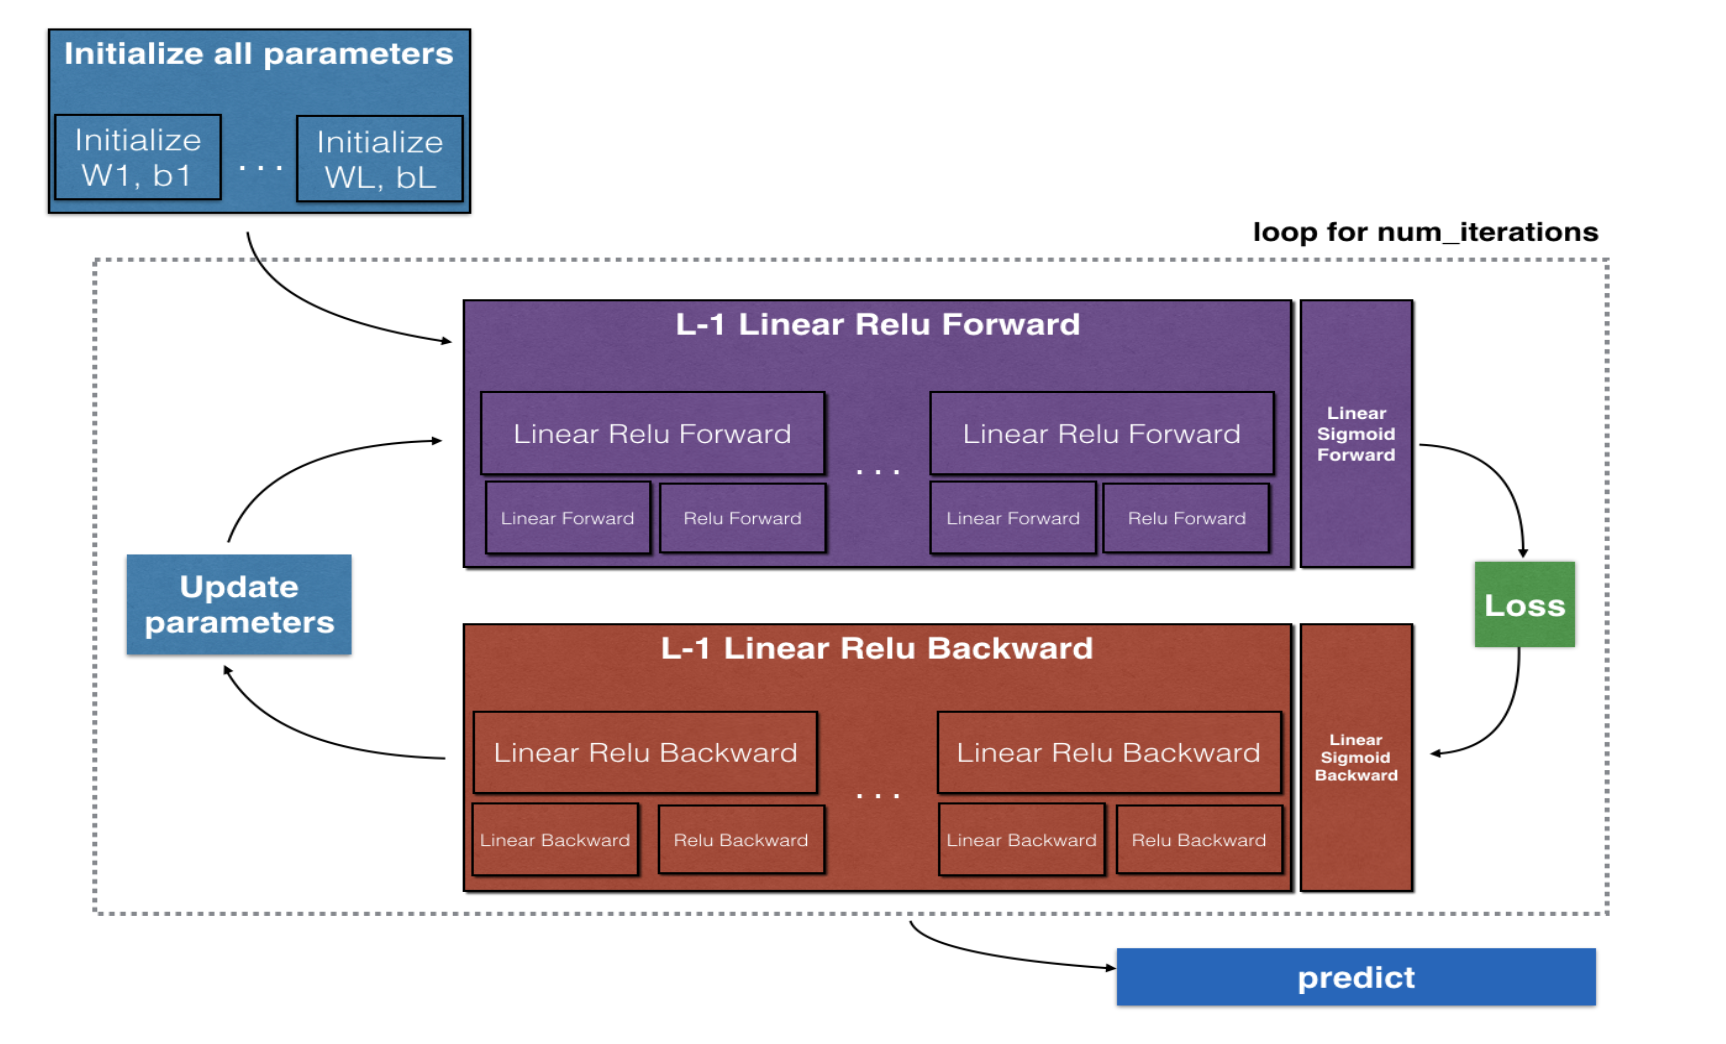 Initialize all parameters
Initialize
W1, b1
. . .
Initialize
WL, bL
loop for num_iterations
L-1 Linear Relu Forward
Linear Relu Forward
. . .
Linear Relu Forward
Linear Forward
Relu Forward
Linear Forward
Relu Forward
Linear
Sigmoid
Forward
Update
parameters
Loss
L-1 Linear Relu Backward
Linear Relu Backward
. . .
Linear Relu Backward
Linear Backward
Relu Backward
Linear Backward
Relu Backward
Linear
Sigmoid
Backward
predict